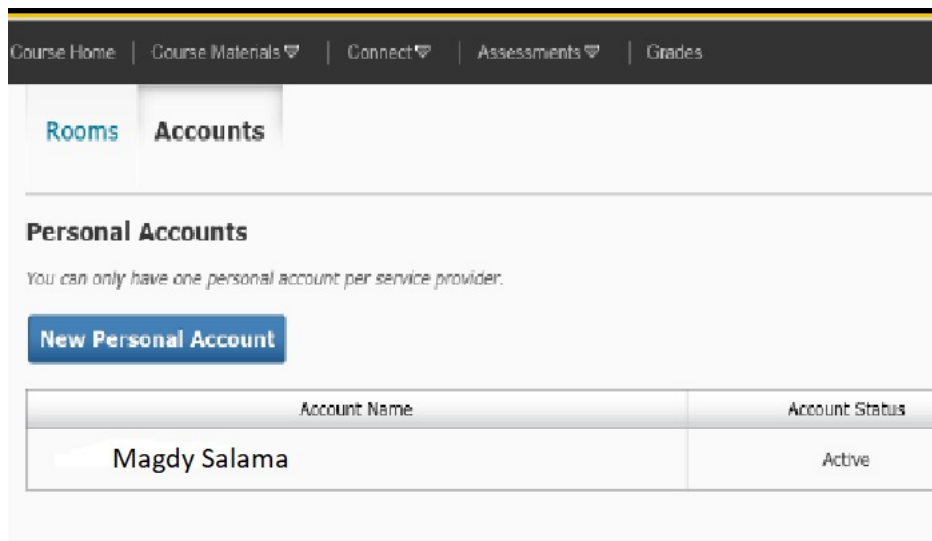 Course Home | Course Materials | Connect | Assessments | Grades
Rooms Accounts
Personal Accounts
You can only have one personal account per service provider.
New Personal Account
Account Name Account Status
Magdy Salama Active